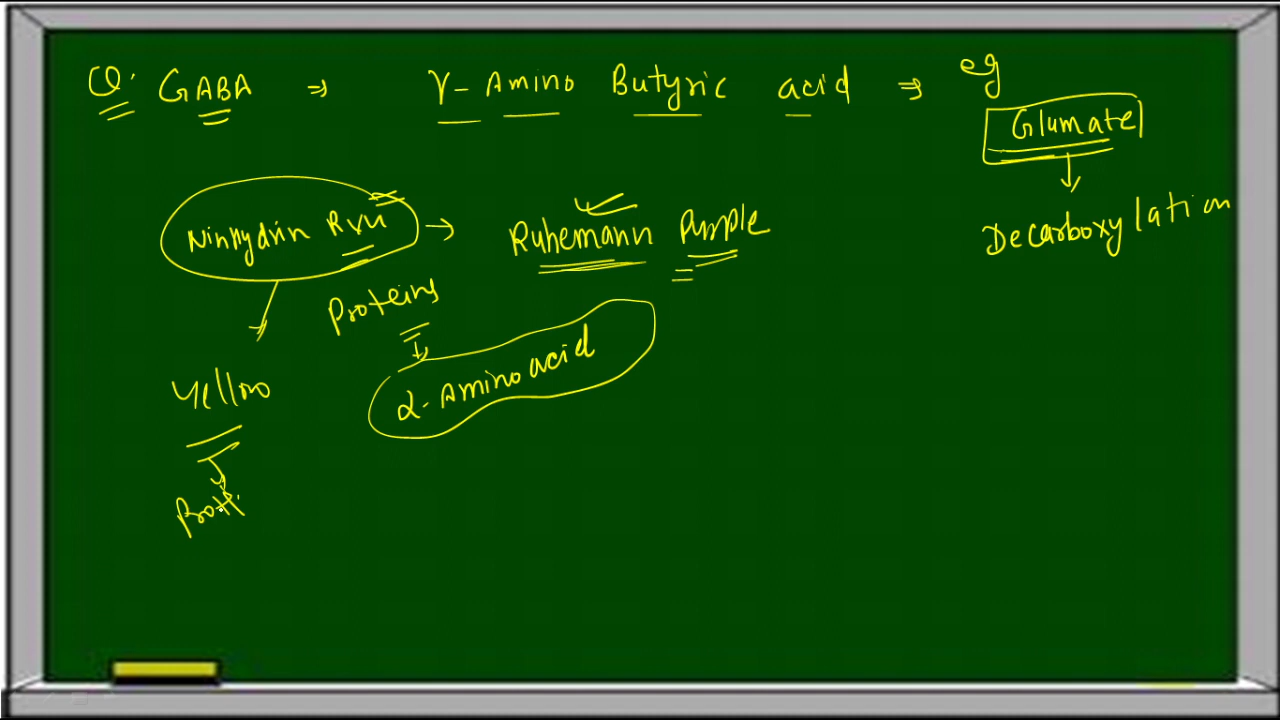 Q. GABA ⇒ γ-Amino Butyric acid ⇒ eg
Glumate
↓
Decarboxylation
Ninhydrin Rxn → Ruhemann Purple
Proteins
↓
α-Amino acid
Yellow
↓